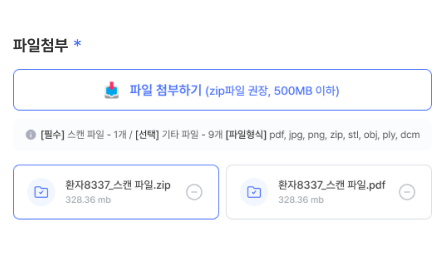 파일첨부 *
파일 첨부하기 (zip파일 권장, 500MB 이하)
[필수] 스캔 파일 - 1개 / [선택] 기타 파일 - 9개 [파일형식] pdf, jpg, png, zip, stl, obj, ply, dcm
환자8337_스캔 파일.zip
328.36 mb
환자8337_스캔 파일.pdf
328.36 mb